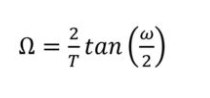 Ω = 2/T tan (ω/2)